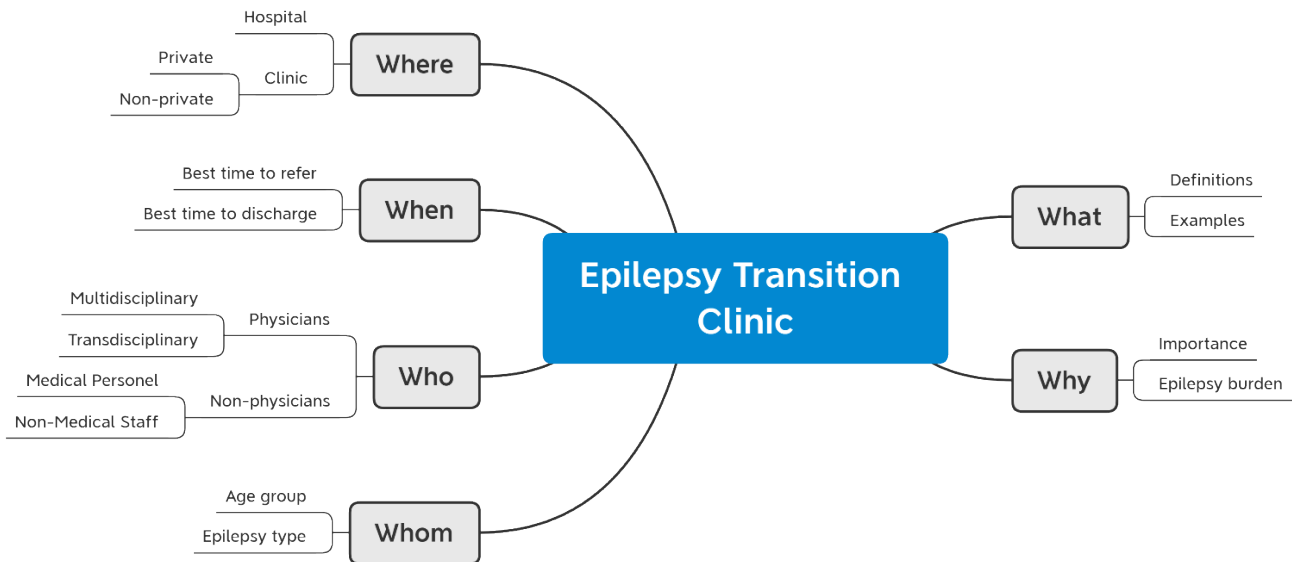 Hospital
Where
Private
Clinic
Non-private
Best time to refer
When
Best time to discharge
Multidisciplinary
Physicians
Transdisciplinary
Who
Medical Personel
Non-physicians
Non-Medical Staff
Age group
Whom
Epilepsy type
Epilepsy Transition
Clinic
Definitions
What
Examples
Importance
Why
Epilepsy burden